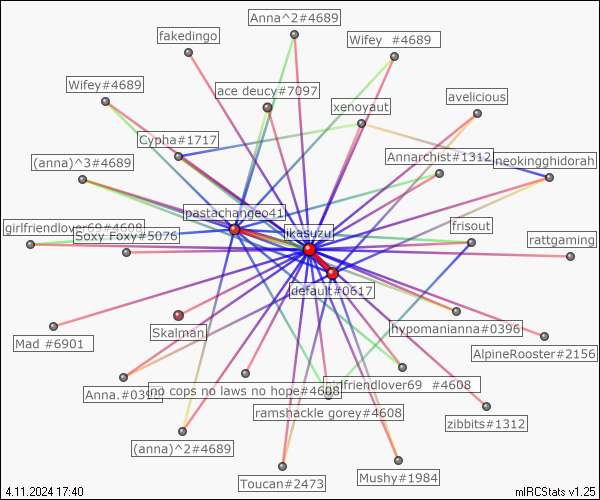 Anna^2#4689
fakedingo
Wifey  #4689
Wifey#4689
ace deucy#7097
avelicious
xenoyaut
Cypha#1717
Annarchist#1312
neokingghidorah
(anna)^3#4689
pastachangeo41
girlfriendlover69#4608
Soxy Foxy#5076
ikasuzu
frisout
rattgaming
default#0617
Skalman
hypomanianna#0396
Mad #6901
AlpineRooster#2156
Anna.#0396
no cops no laws no hope#4608
girlfriendlover69  #4608
ramshackle gorey#4608
zibbits#1312
(anna)^2#4689
Toucan#2473
Mushy#1984
4.11.2024 17:40
mIRCStats v1.25